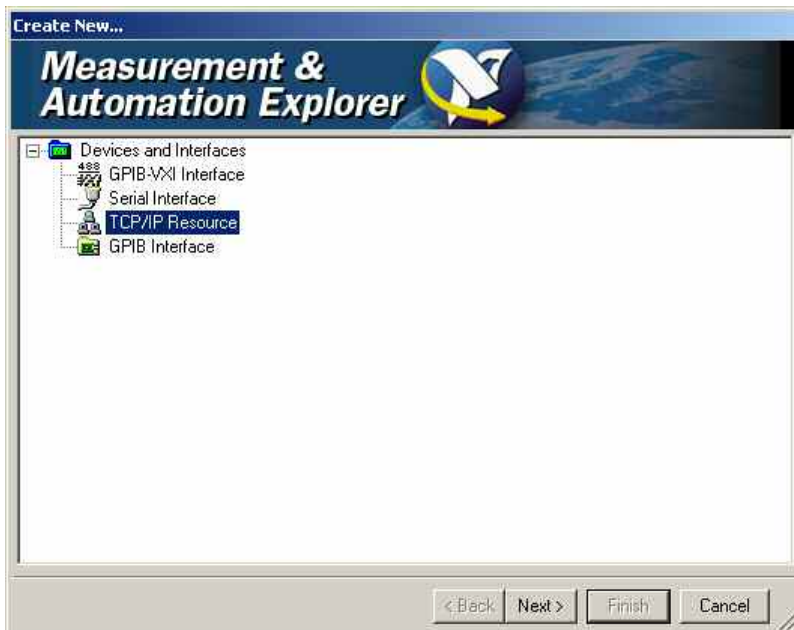 Create New...
Measurement &
Automation Explorer
Devices and Interfaces
GPIB-VXI Interface
Serial Interface
TCP/IP Resource
GPIB Interface
< Back
Next >
Finish
Cancel